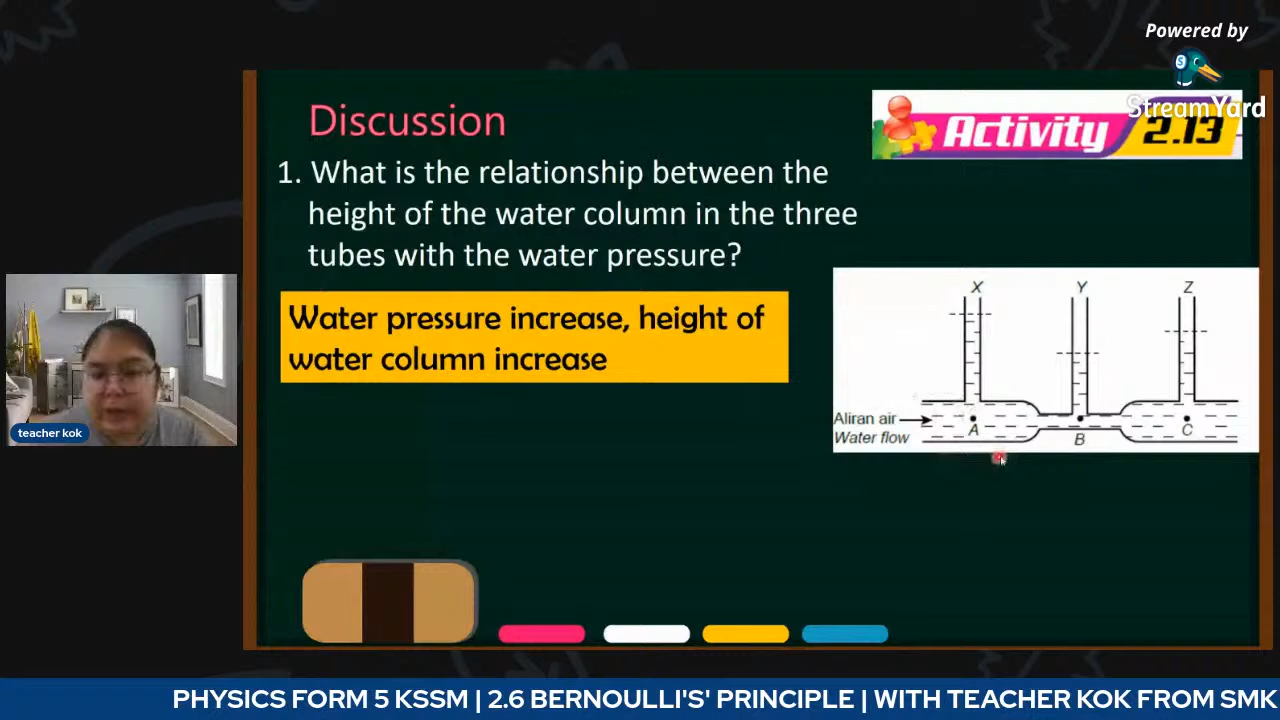 Powered by
StreamYard
Discussion
Activity 2.13
1. What is the relationship between the
height of the water column in the three
tubes with the water pressure?
Water pressure increase, height of
water column increase
X Y Z
Aliran air
Water flow
A B C
teacher kok
PHYSICS FORM 5 KSSM | 2.6 BERNOULLI'S' PRINCIPLE | WITH TEACHER KOK FROM SMK